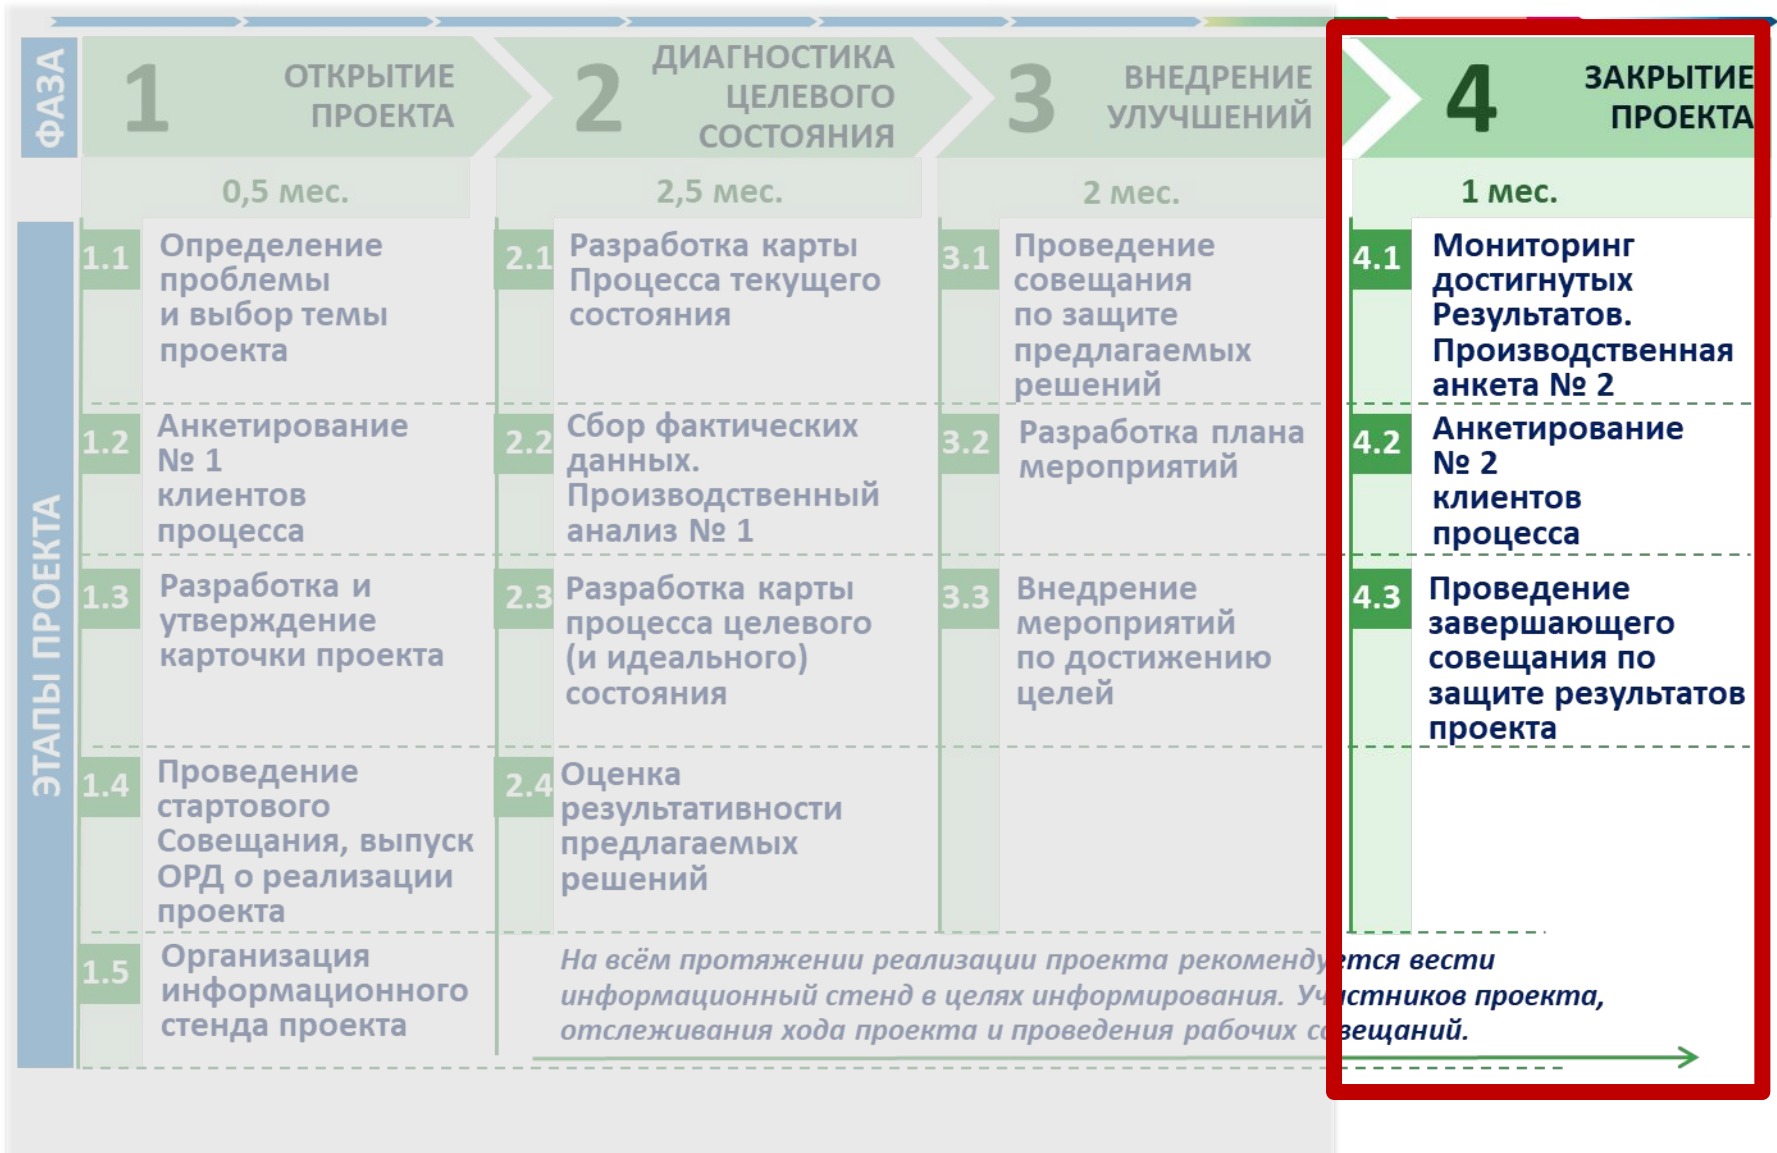 ФАЗА
1
ОТКРЫТИЕ
ПРОЕКТА
2
ДИАГНОСТИКА
ЦЕЛЕВОГО
СОСТОЯНИЯ
3
ВНЕДРЕНИЕ
УЛУЧШЕНИЙ
4
ЗАКРЫТИЕ
ПРОЕКТА
0,5 мес.
2,5 мес.
2 мес.
1 мес.
ЭТАПЫ ПРОЕКТА
1.1
Определение
проблемы
и выбор темы
проекта
1.2
Анкетирование
№ 1
клиентов
процесса
1.3
Разработка и
утверждение
карточки проекта
1.4
Проведение
стартового
Совещания, выпуск
ОРД о реализации
проекта
1.5
Организация
информационного
стенда проекта
2.1
Разработка карты
Процесса текущего
состояния
2.2
Сбор фактических
данных.
Производственный
анализ № 1
2.3
Разработка карты
процесса целевого
(и идеального)
состояния
2.4
Оценка
результативности
предлагаемых
решений
3.1
Проведение
совещания
по защите
предлагаемых
решений
3.2
Разработка плана
мероприятий
3.3
Внедрение
мероприятий
по достижению
целей
4.1
Мониторинг
достигнутых
Результатов.
Производственная
анкета № 2
4.2
Анкетирование
№ 2
клиентов
процесса
4.3
Проведение
завершающего
совещания по
защите результатов
проекта
На всём протяжении реализации проекта рекомендуется вести
информационный стенд в целях информирования. Участников проекта,
отслеживания хода проекта и проведения рабочих совещаний.